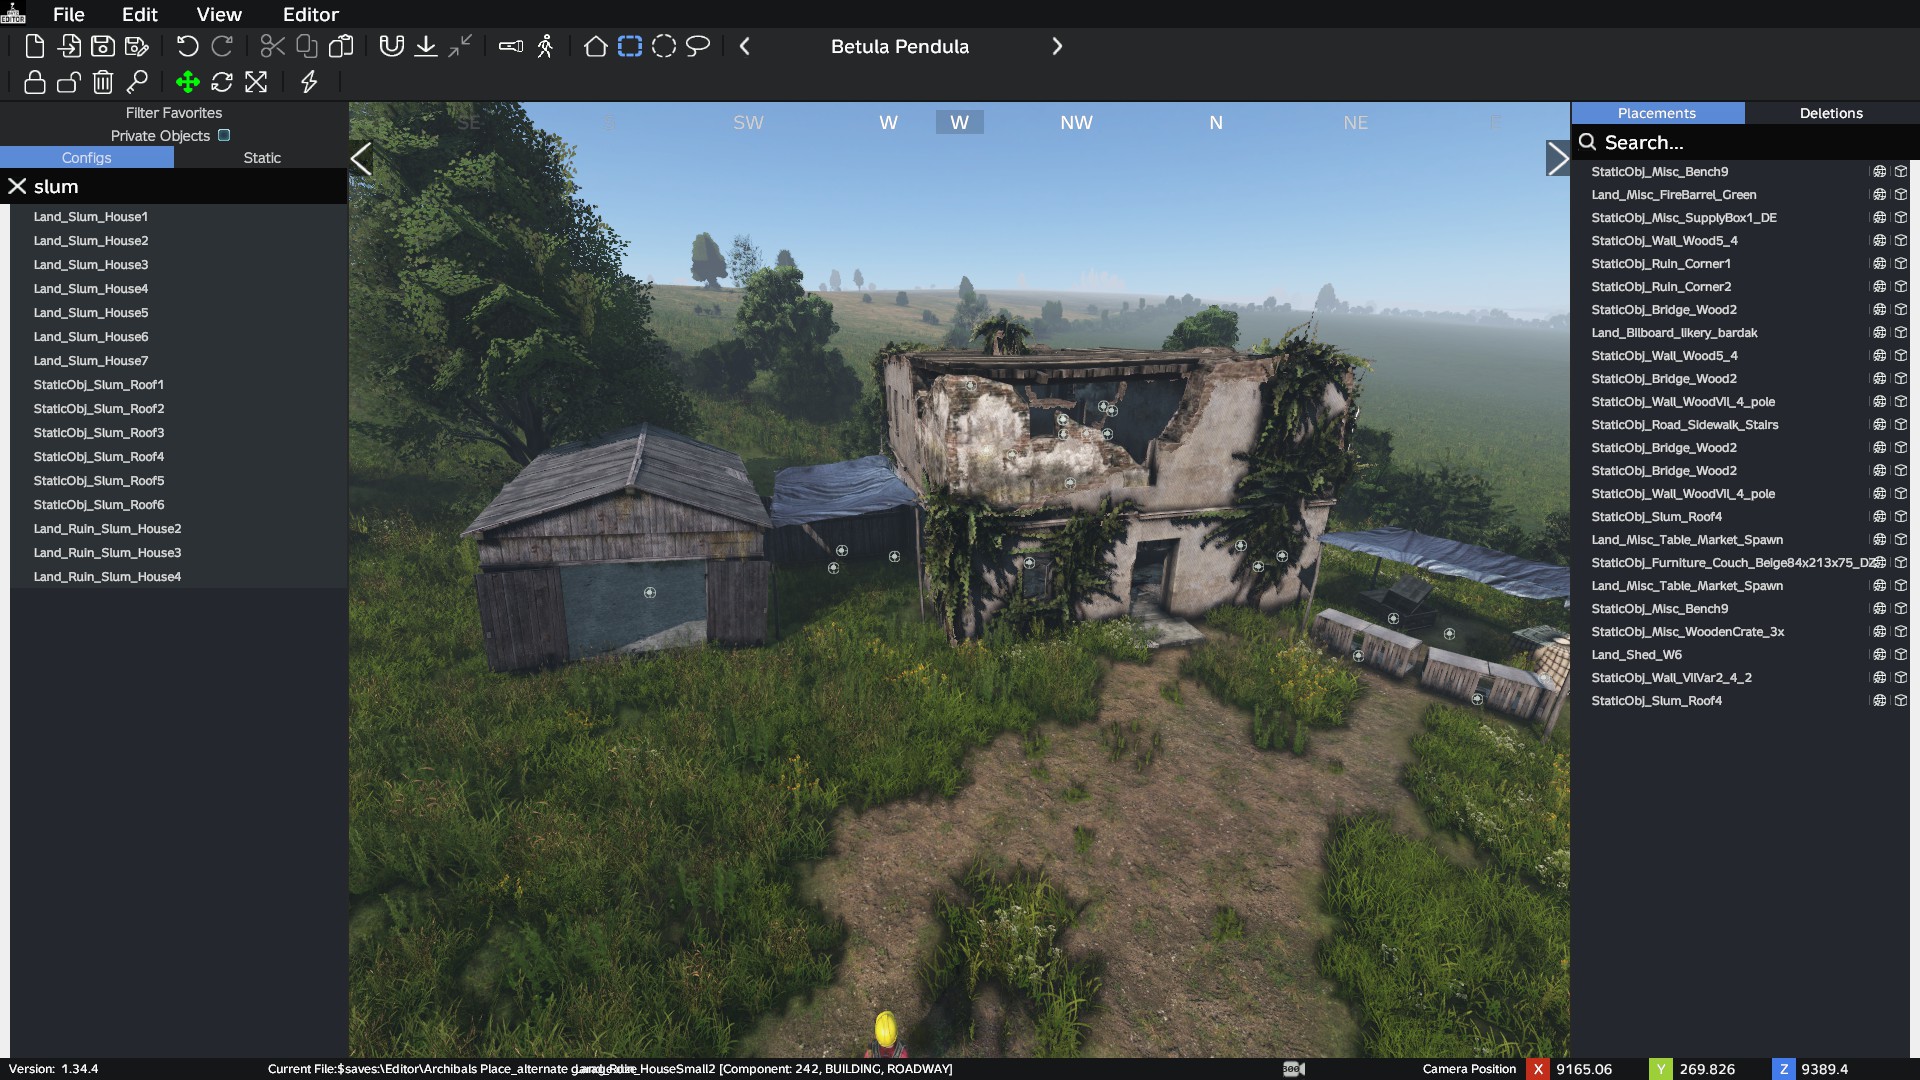 File Edit View Editor
Betula Pendula
Filter Favorites
Private Objects
Configs Static
slum
Land_Slum_House1
Land_Slum_House2
Land_Slum_House3
Land_Slum_House4
Land_Slum_House5
Land_Slum_House6
Land_Slum_House7
StaticObj_Slum_Roof1
StaticObj_Slum_Roof2
StaticObj_Slum_Roof3
StaticObj_Slum_Roof4
StaticObj_Slum_Roof5
StaticObj_Slum_Roof6
Land_Ruin_Slum_House2
Land_Ruin_Slum_House3
Land_Ruin_Slum_House4
SE S SW W W NW N NE E
Placements Deletions
Search...
StaticObj_Misc_Bench9
Land_Misc_FireBarrel_Green
StaticObj_Misc_SupplyBox1_DE
StaticObj_Wall_Wood5_4
StaticObj_Ruin_Corner1
StaticObj_Ruin_Corner2
StaticObj_Bridge_Wood2
Land_Bilboard_likery_bardak
StaticObj_Wall_Wood5_4
StaticObj_Bridge_Wood2
StaticObj_Wall_WoodVil_4_pole
StaticObj_Road_Sidewalk_Stairs
StaticObj_Bridge_Wood2
StaticObj_Bridge_Wood2
StaticObj_Wall_WoodVil_4_pole
StaticObj_Slum_Roof4
Land_Misc_Table_Market_Spawn
StaticObj_Furniture_Couch_Beige84x213x75_DZ
Land_Misc_Table_Market_Spawn
StaticObj_Misc_Bench9
StaticObj_Misc_WoodenCrate_3x
Land_Shed_W6
StaticObj_Wall_VilVar2_4_2
StaticObj_Slum_Roof4
Version: 1.34.4
Current File:$saves:\Editor\Archibals Place_alternate
HouseSmall2 [Component: 242, BUILDING, ROADWAY]
Camera Position X 9165.06 Y 269.826 Z 9389.4